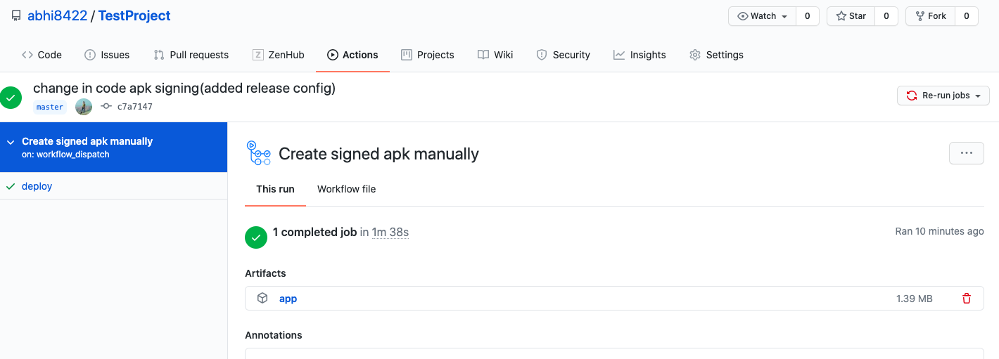 abhi8422 / TestProject
Watch 0 Star 0 Fork 0
Code Issues Pull requests Z ZenHub Actions Projects Wiki Security Insights Settings
change in code apk signing(added release config)
master c7a7147
Re-run jobs
Create signed apk manually
on: workflow_dispatch
deploy
Create signed apk manually
...
This run Workflow file
1 completed job in 1m 38s
Ran 10 minutes ago
Artifacts
app 1.39 MB
Annotations